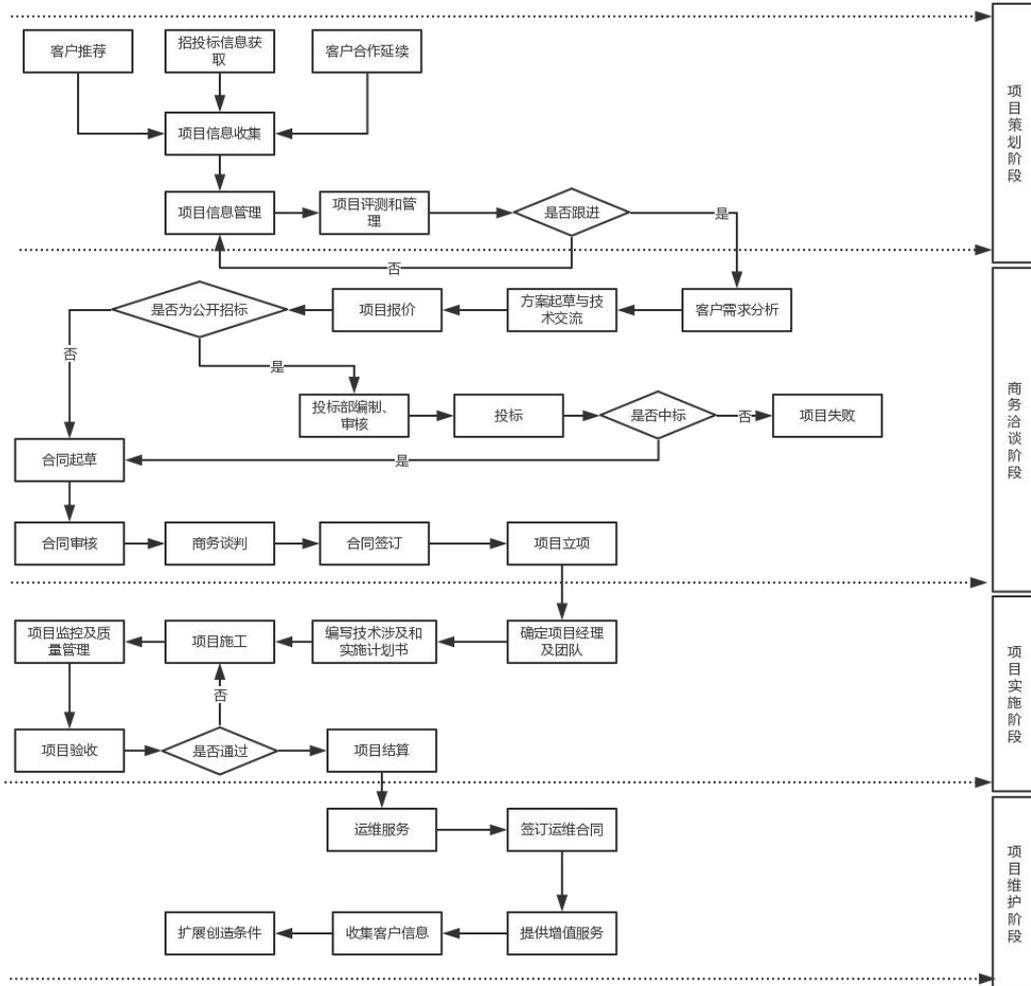 客户推荐
招投标信息获
取
客户合作延续
项目信息收集
项目信息管理
项目评测和管
理
是否跟进
是
否
项目策划阶段
是否为公开招标
项目报价
方案起草与技
术交流
客户需求分析
否
是
投标部编制、
审核
投标
是否中标
否
项目失败
合同起草
是
合同审核
商务谈判
合同签订
项目立项
商务洽谈阶段
项目监控及质
量管理
项目施工
编写技术涉及和
实施计划书
确定项目经理
及团队
否
项目验收
是否通过
项目结算
项目实施阶段
运维服务
签订运维合同
扩展创造条件
收集客户信息
提供增值服务
项目维护阶段